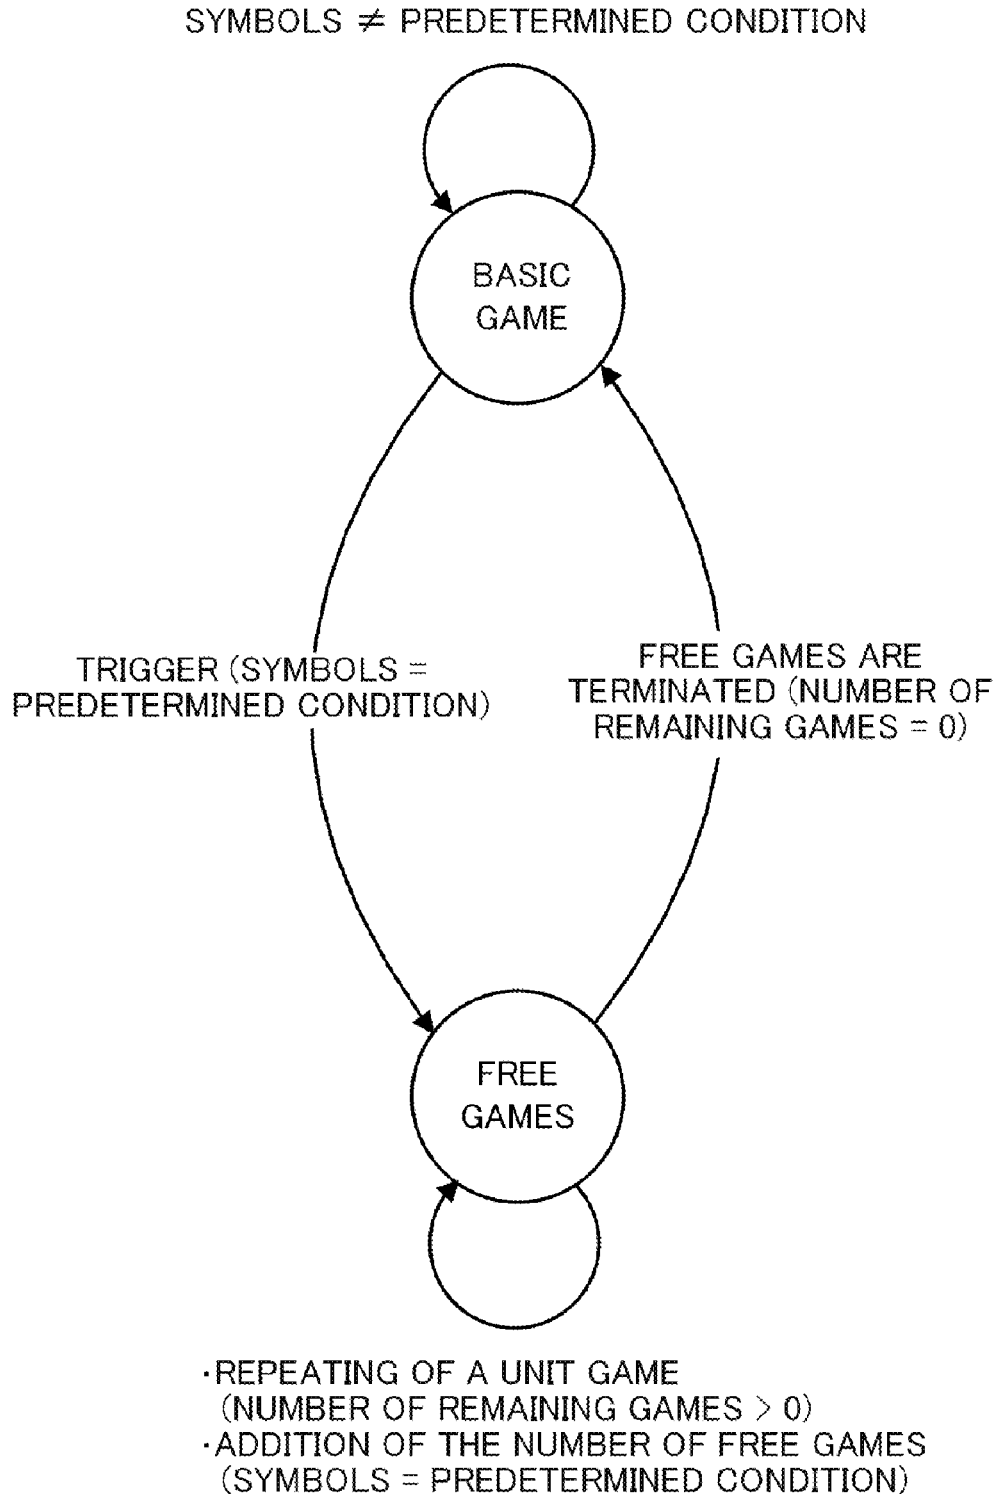 SYMBOLS ≠ PREDETERMINED CONDITION
BASIC
GAME
TRIGGER (SYMBOLS =
PREDETERMINED CONDITION)
FREE GAMES ARE
TERMINATED (NUMBER OF
REMAINING GAMES = 0)
FREE
GAMES
·REPEATING OF A UNIT GAME
(NUMBER OF REMAINING GAMES > 0)
·ADDITION OF THE NUMBER OF FREE GAMES
(SYMBOLS = PREDETERMINED CONDITION)